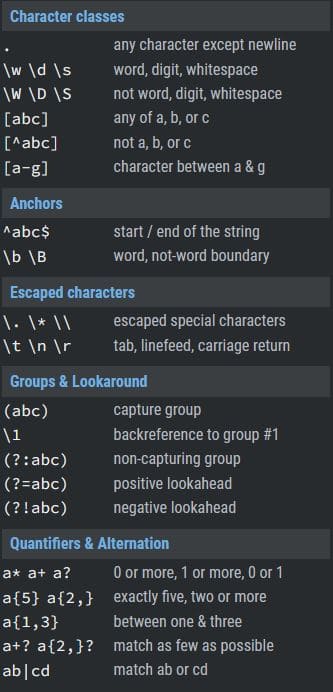 Character classes
. any character except newline
\w \d \s word, digit, whitespace
\W \D \S not word, digit, whitespace
[abc] any of a, b, or c
[^abc] not a, b, or c
[a-g] character between a & g
Anchors
^abc$ start / end of the string
\b \B word, not-word boundary
Escaped characters
\. \* \\ escaped special characters
\t \n \r tab, linefeed, carriage return
Groups & Lookaround
(abc) capture group
\1 backreference to group #1
(?:abc) non-capturing group
(?=abc) positive lookahead
(?!abc) negative lookahead
Quantifiers & Alternation
a* a+ a? 0 or more, 1 or more, 0 or 1
a{5} a{2,} exactly five, two or more
a{1,3} between one & three
a+? a{2,}? match as few as possible
ab|cd match ab or cd